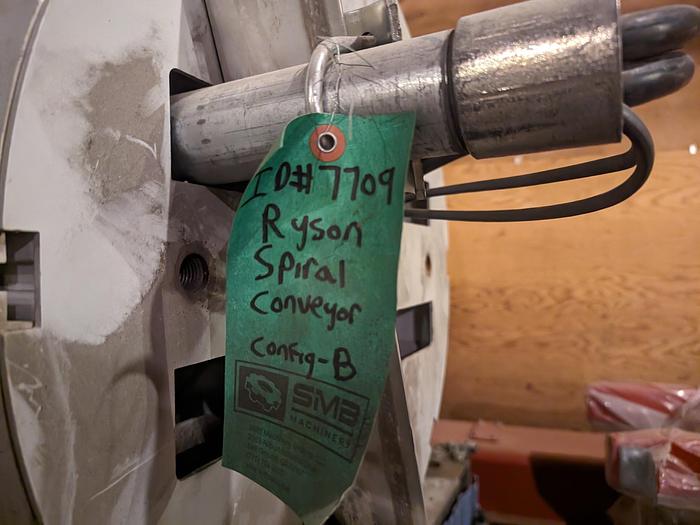 ID#7709
Ryson
Spiral
Conveyor
Config-B
SMB
MACHINERY